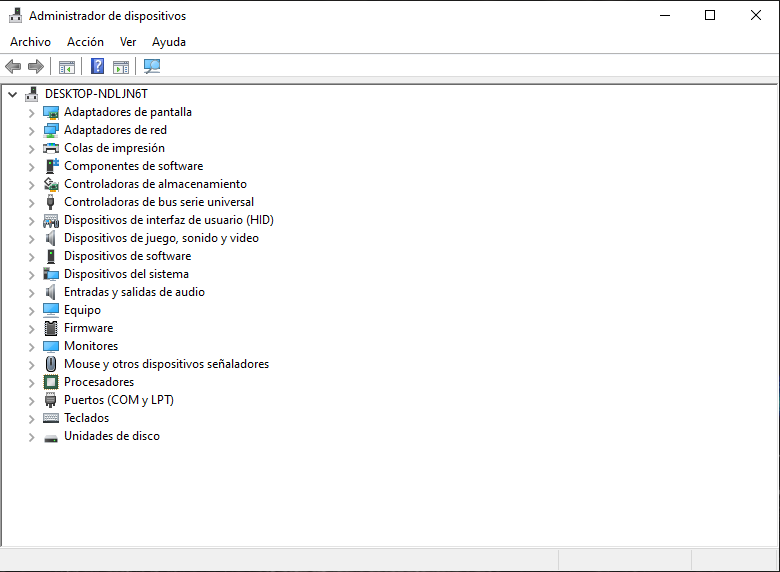 Administrador de dispositivos
Archivo Acción Ver Ayuda
DESKTOP-NDLJN6T
Adaptadores de pantalla
Adaptadores de red
Colas de impresión
Componentes de software
Controladoras de almacenamiento
Controladoras de bus serie universal
Dispositivos de interfaz de usuario (HID)
Dispositivos de juego, sonido y video
Dispositivos de software
Dispositivos del sistema
Entradas y salidas de audio
Equipo
Firmware
Monitores
Mouse y otros dispositivos señaladores
Procesadores
Puertos (COM y LPT)
Teclados
Unidades de disco